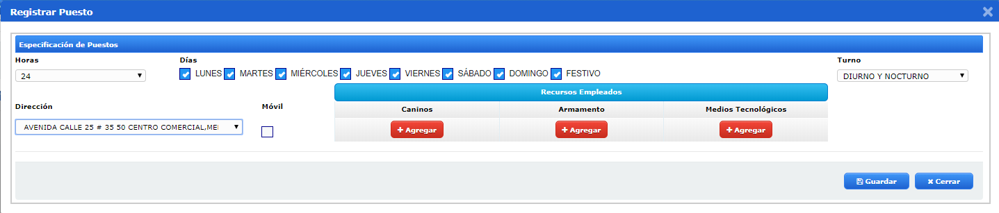 Registrar Puesto
Especificación de Puestos
Horas
24
Días
LUNES MARTES MIÉRCOLES JUEVES VIERNES SÁBADO DOMINGO FESTIVO
Turno
DIURNO Y NOCTURNO
Recursos Empleados
Dirección
AVENIDA CALLE 25 # 35 50 CENTRO COMERCIAL,MEI
Móvil
Caninos Armamento Medios Tecnológicos
Agregar Agregar Agregar
Guardar Cerrar